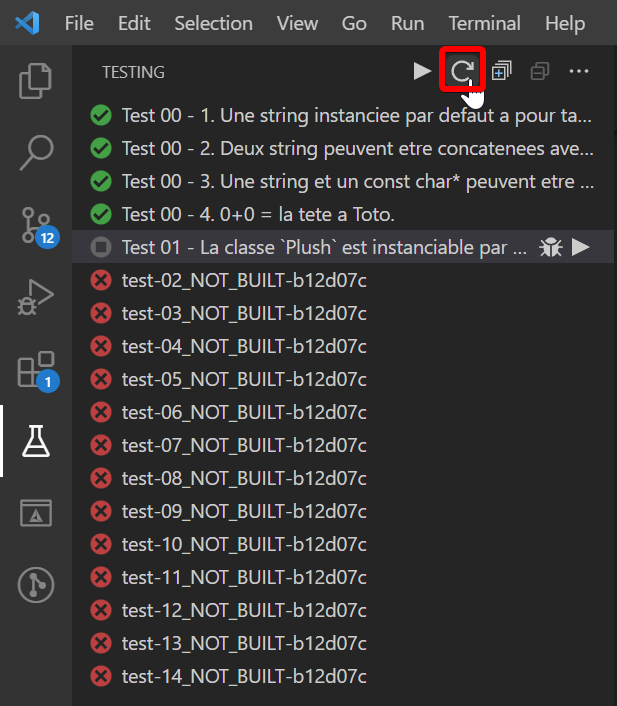 File Edit Selection View Go Run Terminal Help
TESTING
Test 00 - 1. Une string instanciee par defaut a pour ta...
Test 00 - 2. Deux string peuvent etre concatenees ave...
Test 00 - 3. Une string et un const char* peuvent etre ...
Test 00 - 4. 0+0 = la tete a Toto.
12
Test 01 - La classe `Plush` est instanciable par ...
test-02_NOT_BUILT-b12d07c
test-03_NOT_BUILT-b12d07c
test-04_NOT_BUILT-b12d07c
1
test-05_NOT_BUILT-b12d07c
test-06_NOT_BUILT-b12d07c
test-07_NOT_BUILT-b12d07c
test-08_NOT_BUILT-b12d07c
test-09_NOT_BUILT-b12d07c
test-10_NOT_BUILT-b12d07c
test-11_NOT_BUILT-b12d07c
test-12_NOT_BUILT-b12d07c
test-13_NOT_BUILT-b12d07c
test-14_NOT_BUILT-b12d07c